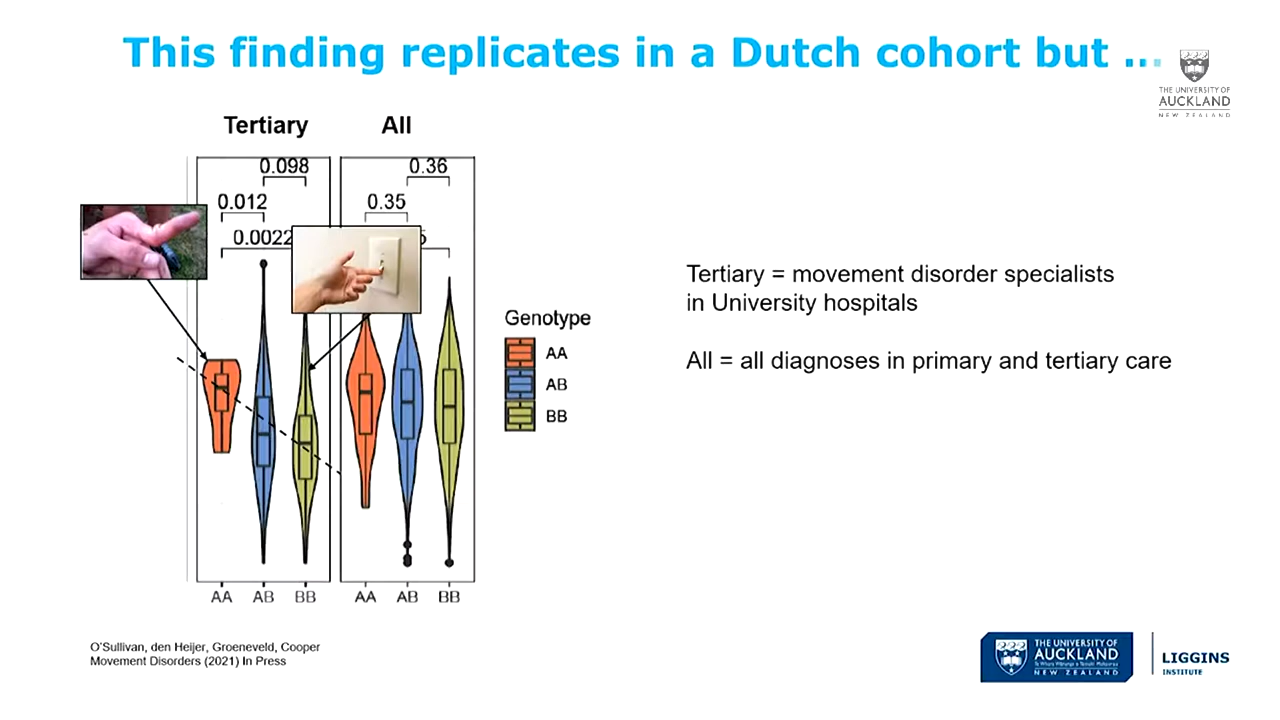 This finding replicates in a Dutch cohort but ...
THE UNIVERSITY OF
AUCKLAND
NEW ZEALAND
Tertiary
All
0.098
0.36
0.012
0.35
0.0022
Genotype
AA
AB
BB
AA
AB
BB
AA
AB
BB
Tertiary = movement disorder specialists
in University hospitals
All = all diagnoses in primary and tertiary care
O'Sullivan, den Heijer, Groeneveld, Cooper
Movement Disorders (2021) In Press
THE UNIVERSITY OF
AUCKLAND
NEW ZEALAND
LIGGINS
INSTITUTE